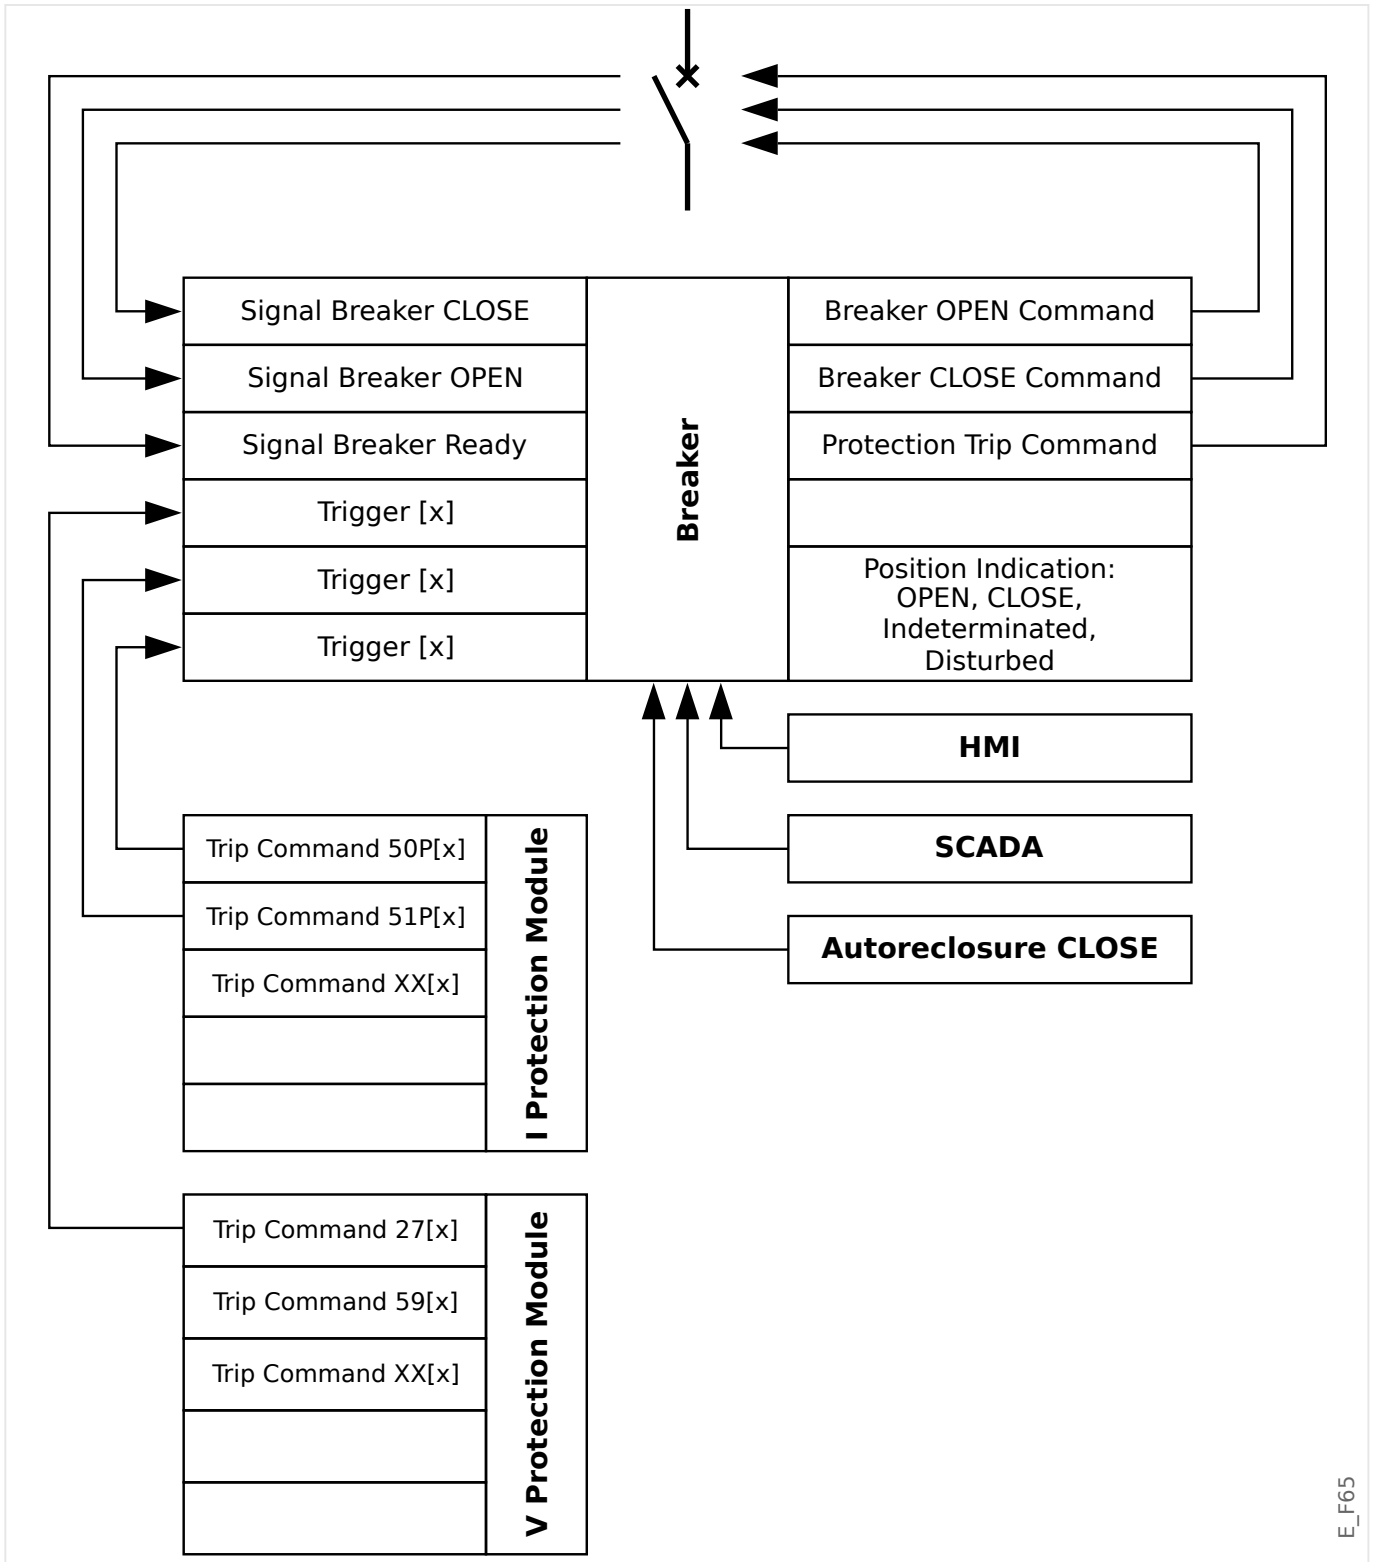 Signal Breaker CLOSE
Signal Breaker OPEN
Signal Breaker Ready
Trigger [x]
Trigger [x]
Trigger [x]
Breaker
Breaker OPEN Command
Breaker CLOSE Command
Protection Trip Command
Position Indication:
OPEN, CLOSE,
Indeterminated,
Disturbed
HMI
SCADA
Autoreclosure CLOSE
Trip Command 50P[x]
Trip Command 51P[x]
Trip Command XX[x]
I Protection Module
Trip Command 27[x]
Trip Command 59[x]
Trip Command XX[x]
V Protection Module
E_F65